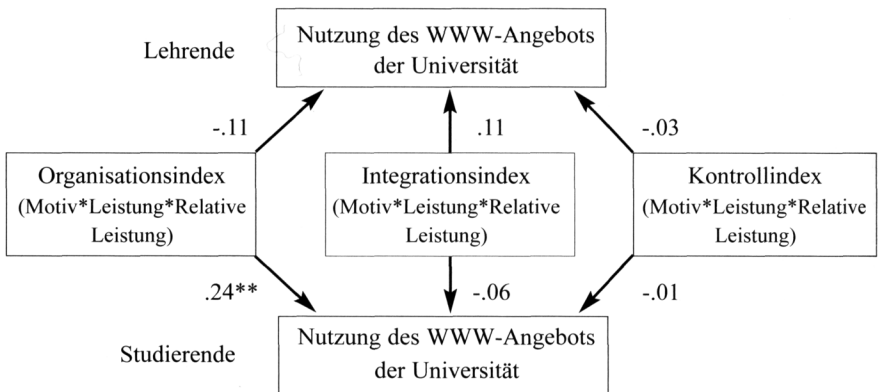 Lehrende
Nutzung des WWW-Angebots
der Universität
-.11
.11
-.03
Organisationsindex
(Motiv*Leistung*Relative
Leistung)
Integrationsindex
(Motiv*Leistung*Relative
Leistung)
Kontrollindex
(Motiv*Leistung*Relative
Leistung)
.24**
-.06
-.01
Studierende
Nutzung des WWW-Angebots
der Universität